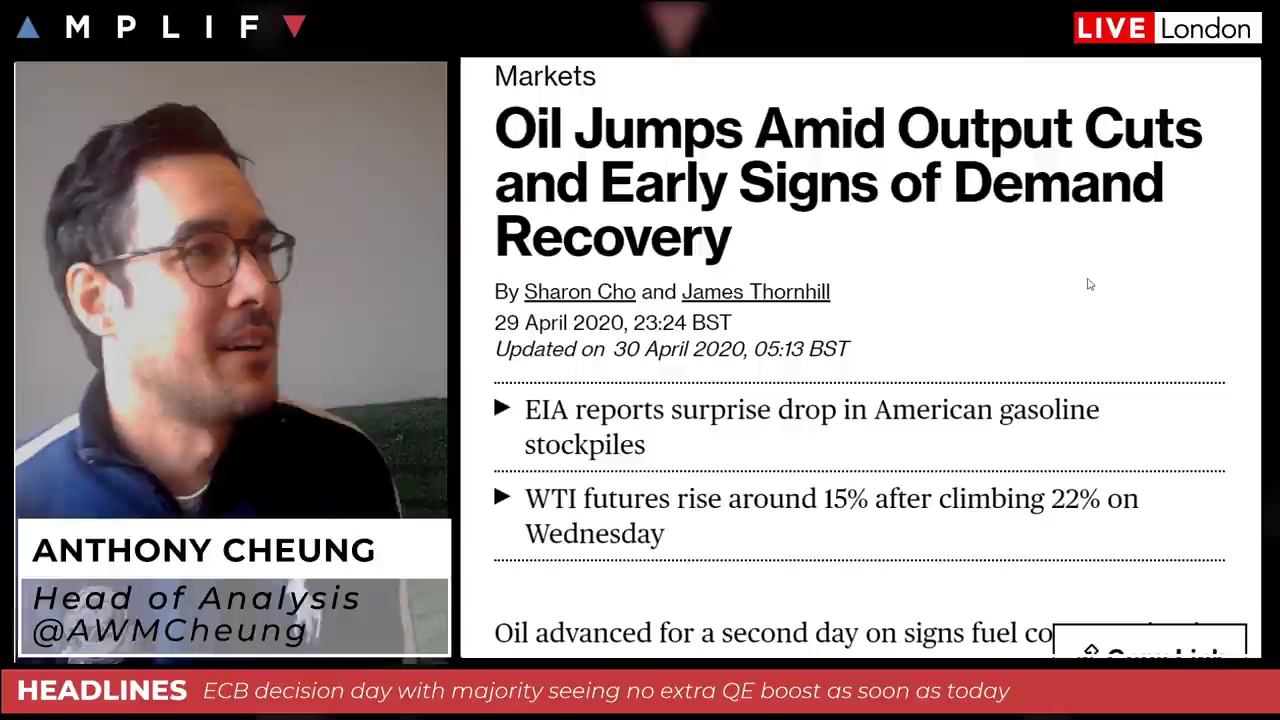 ▲ M P L I F ▼
LIVE London
Markets
Oil Jumps Amid Output Cuts
and Early Signs of Demand
Recovery
By Sharon Cho and James Thornhill
29 April 2020, 23:24 BST
Updated on 30 April 2020, 05:13 BST
EIA reports surprise drop in American gasoline
stockpiles
WTI futures rise around 15% after climbing 22% on
Wednesday
Oil advanced for a second day on signs fuel
ANTHONY CHEUNG
Head of Analysis
@AWMCheung
HEADLINES ECB decision day with majority seeing no extra QE boost as soon as today